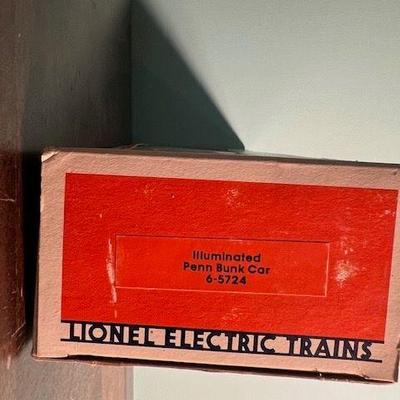 Illuminated
Penn Bunk Car
6-5724
LIONEL ELECTRIC TRAINS